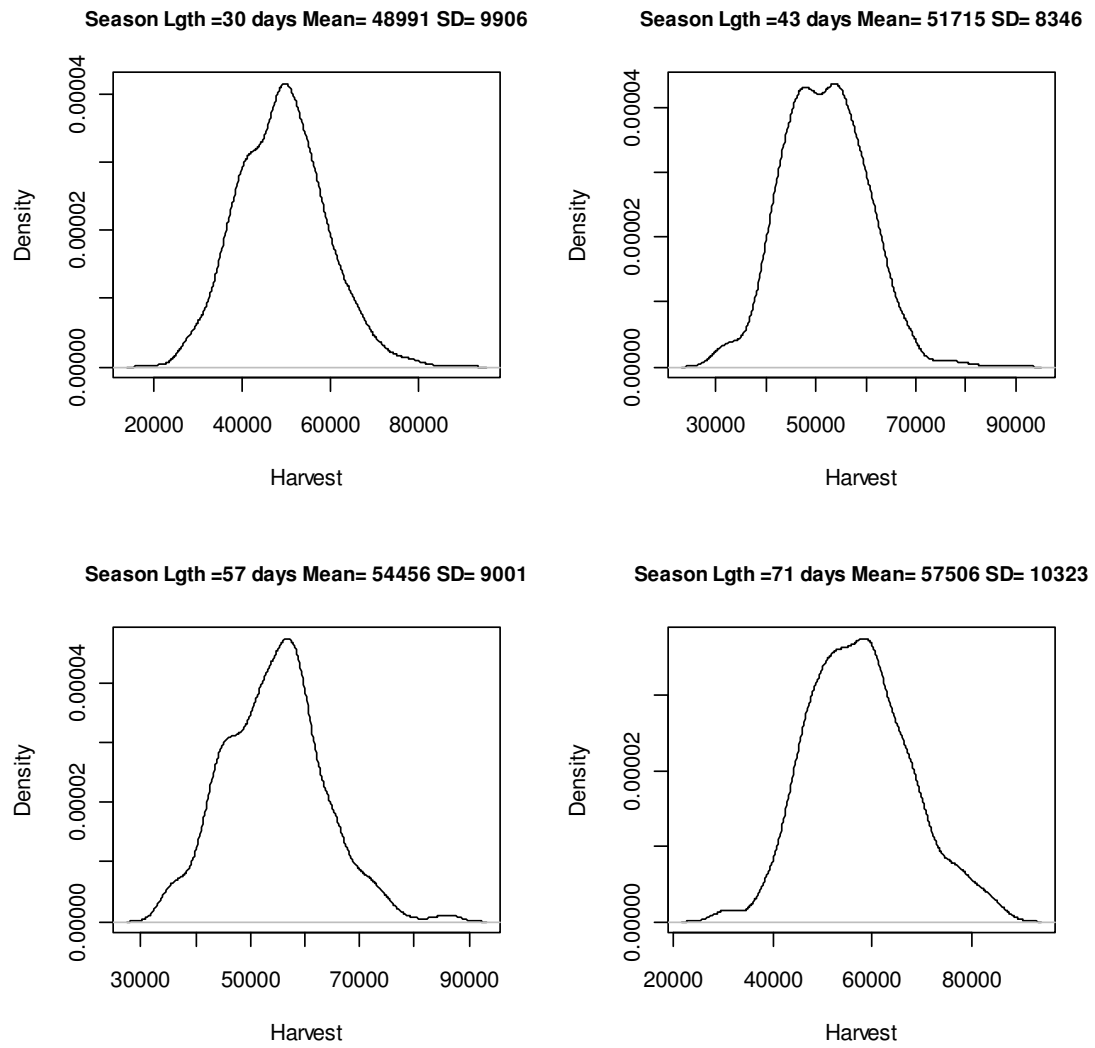 Season Lgth =30 days Mean= 48991 SD= 9906
Density
0.00000 0.00002 0.00004
20000 40000 60000 80000
Harvest
Season Lgth =43 days Mean= 51715 SD= 8346
Density
0.00000 0.00002 0.00004
30000 50000 70000 90000
Harvest
Season Lgth =57 days Mean= 54456 SD= 9001
Density
0.00000 0.00002 0.00004
30000 50000 70000 90000
Harvest
Season Lgth =71 days Mean= 57506 SD= 10323
Density
0.00000 0.00002
20000 40000 60000 80000
Harvest